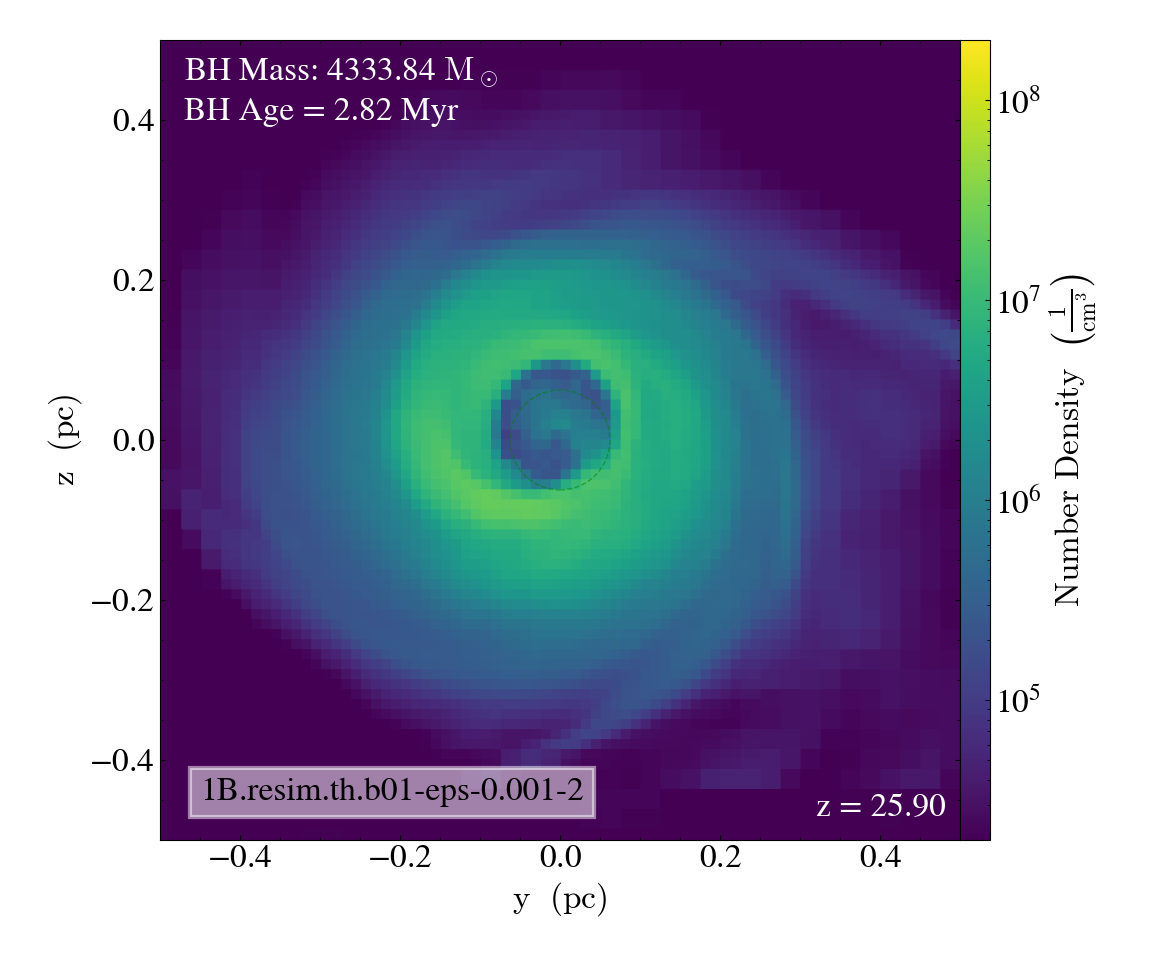 BH Mass: 4333.84 M⊙
BH Age = 2.82 Myr
0.4
0.2
0.0
−0.2
−0.4
z (pc)
1B.resim.th.b01-eps-0.001-2
z = 25.90
−0.4 −0.2 0.0 0.2 0.4
y (pc)
10⁸
10⁷
10⁶
10⁵
Number Density (1/cm³)